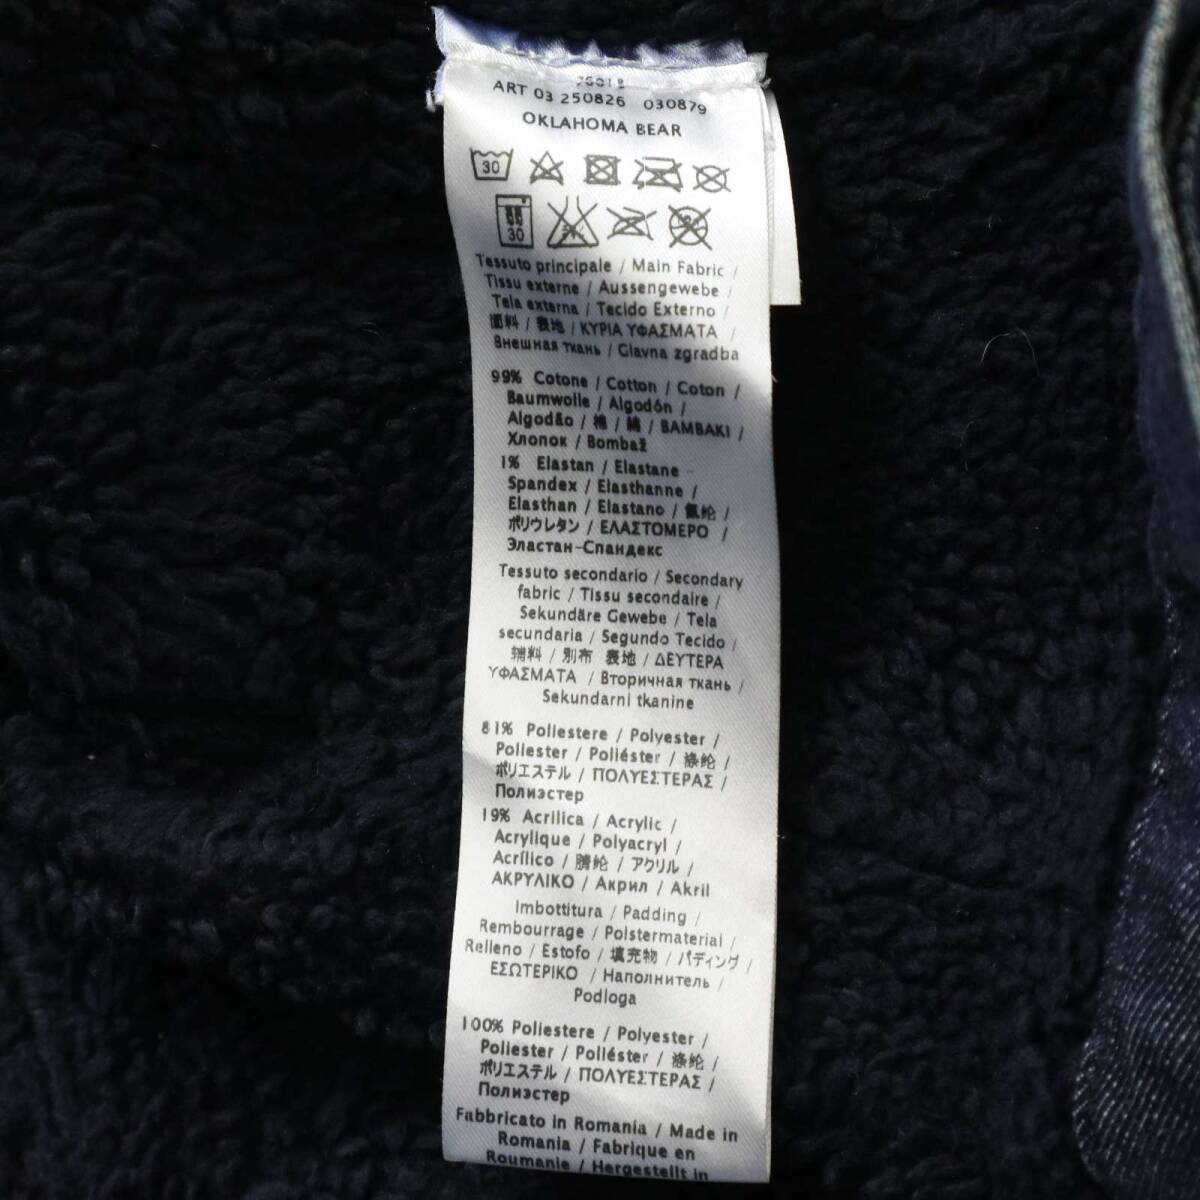 ART 03 250826 030879
OKLAHOMA BEAR
30
30
Tessuto principale / Main Fabric /
Tissu externe / Aussengewebe /
Tela externa / Tecido Externo /
面料 / 表地 / ΚΥΡΙΑ ΥΦΑΣΜΑΤΑ /
Внешная ткань / Glavna zgradba
99% Cotone / Cotton / Coton /
Baumwolle / Algodón /
Algodão / 棉 / 綿 / BAMBAKI /
Хлопок / Bombaž
1% Elastan / Elastane -
Spandex / Elasthanne /
Elasthan / Elastano / 氨纶 /
ポリウレタン / ΕΛΑΣΤΟΜΕΡΟ /
Эластан-Спандекс
Tessuto secondario / Secondary
fabric / Tissu secondaire /
Sekundäre Gewebe / Tela
secundaria / Segundo Tecido /
辅料 / 別布 表地 / ΔΕΥΤΕΡΑ
ΥΦΑΣΜΑΤΑ / Вторичная ткань /
Sekundarni tkanine
81% Poliestere / Polyester /
Poliester / Poliéster / 涤纶 /
ポリエステル / ΠΟΛΥΕΣΤΕΡΑΣ /
Полиэстер
19% Acrilica / Acrylic /
Acrylique / Polyacryl /
Acrílico / 腈纶 / アクリル /
ΑΚΡΥΛΙΚΟ / Акрил / Akril
Imbottitura / Padding /
Rembourrage / Polstermaterial /
Relleno / Estofo / 填充物 / パディング /
ΕΣΩΤΕΡΙΚΟ / Наполнитель /
Podloga
100% Poliestere / Polyester /
Poliester / Poliéster / 涤纶 /
ポリエステル / ΠΟΛΥΕΣΤΕΡΑΣ /
Полиэстер
Fabbricato in Romania / Made in
Romania / Fabrique en
Roumanie / Hergestellt in